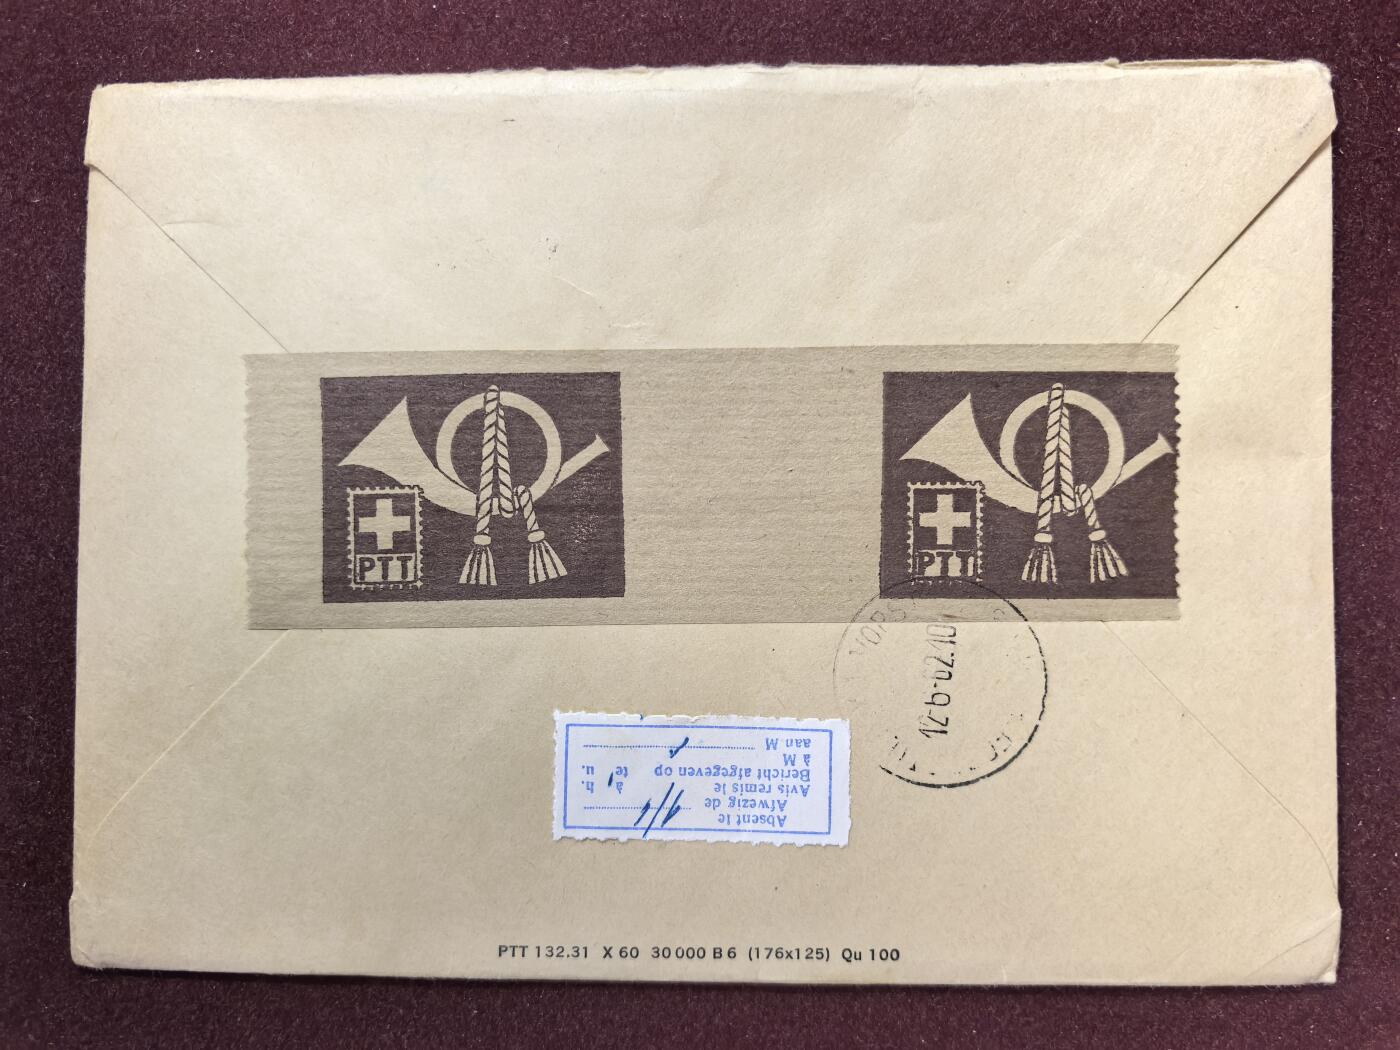 PTT
PTT
12-6-62.10
Absent le
Afwezig de
Avis remis le à h.
Bericht afgegeven op te u.
à M
aan M
PTT 132.31 X 60 30 000 B 6 (176x125) Qu 100